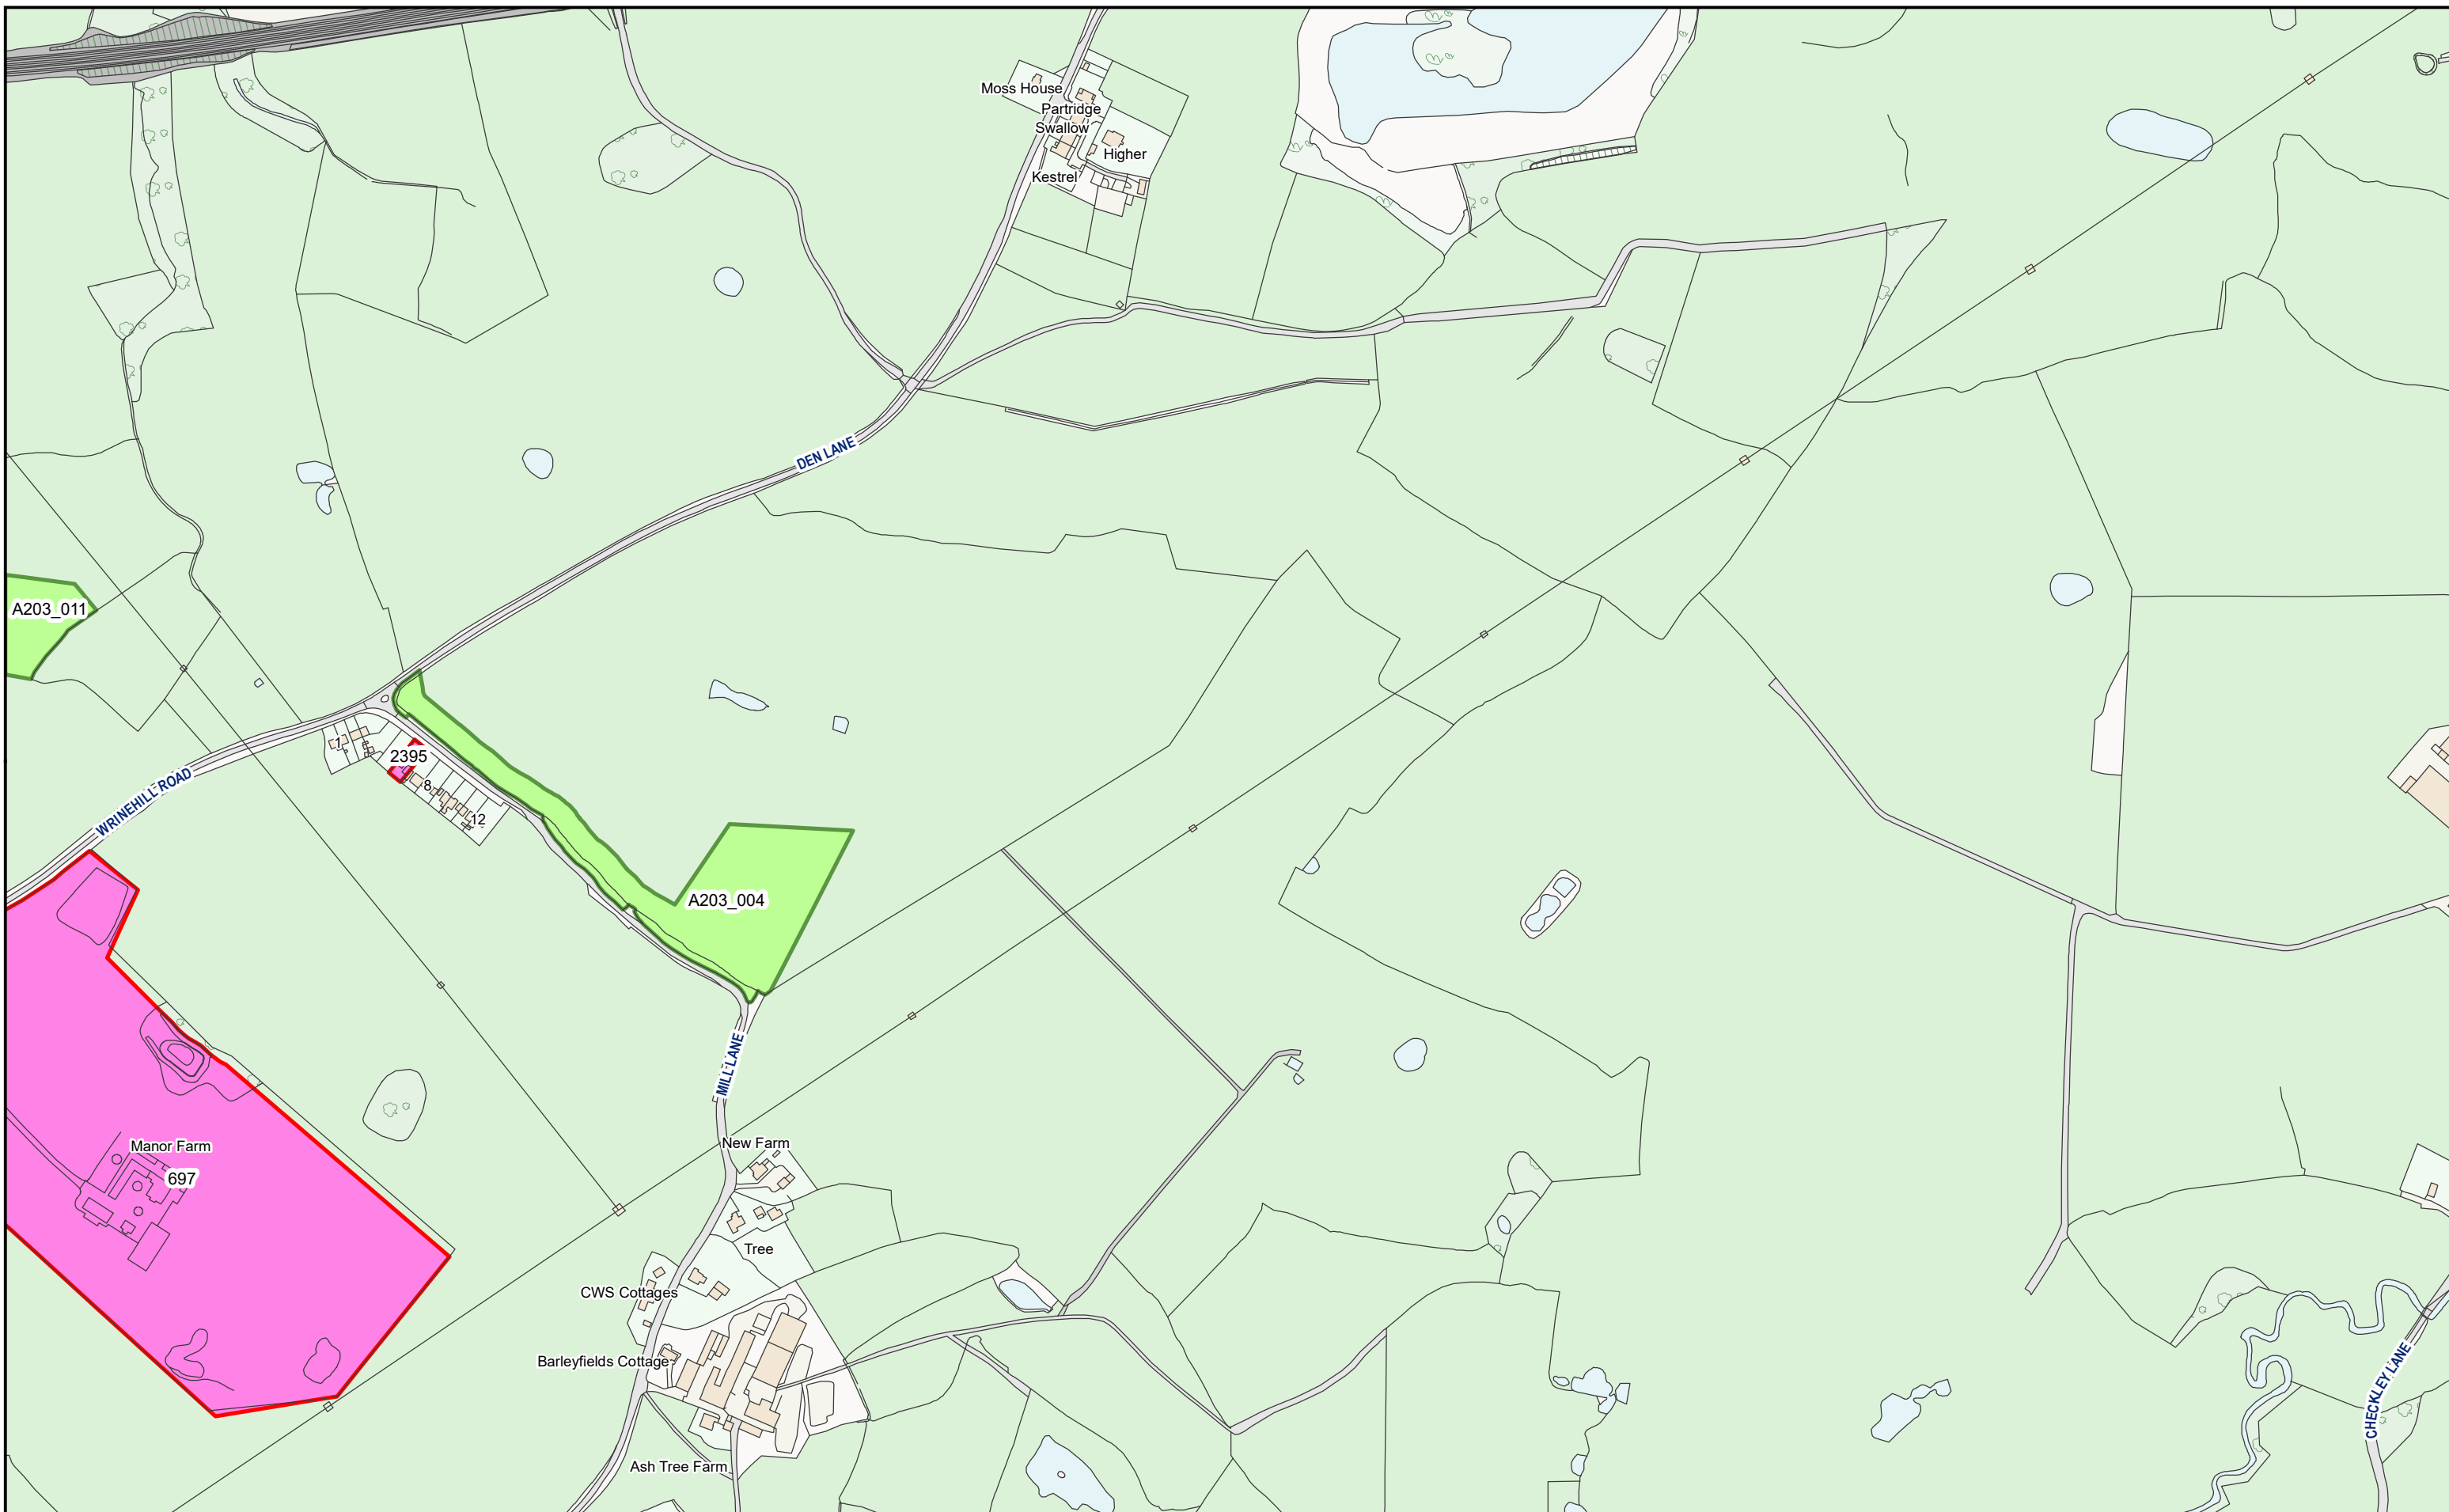 Moss House
Partridge
Swallow
Higher
Kestrel
DEN LANE
A203_011
1
2395
8
12
WRINEHILL ROAD
A203_004
MILL LANE
New Farm
Manor Farm
697
Tree
CWS Cottages
Barleyfields Cottage
CHECKLEY LANE
Ash Tree Farm